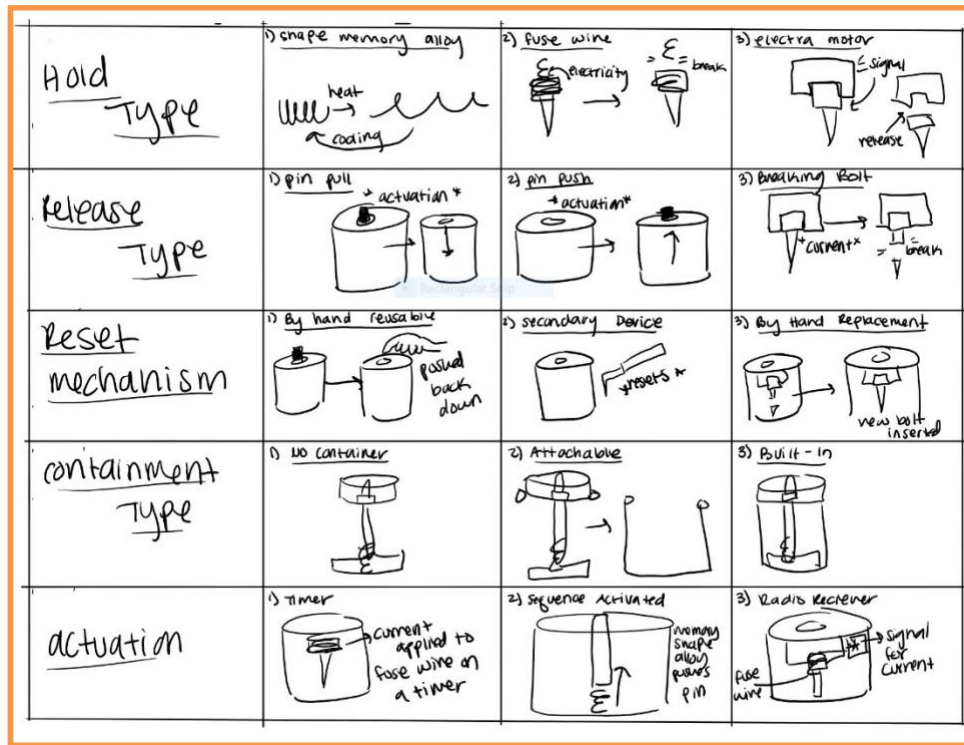 Hold
Type
1) shape memory alloy
heat
cooling
2) fuse wine
electricity
break
3) electra motor
signal
release
Release
Type
1) pin pull
*actuation*
2) pin push
*actuation*
3) Breaking Bolt
*current*
break
Rectangular Snip
Reset
mechanism
1) By hand reusable
pushed
back
down
2) Secondary Device
*resets*
3) By Hand Replacement
new bolt
inserted
containment
Type
1) No Container
2) Attachable
3) Built-In
actuation
1) Timer
current
applied to
fuse wire on
a timer
2) Sequence Activated
memory
shape
alloy
pushes
pin
3) Radio Reciever
signal
for
current
fuse
wire